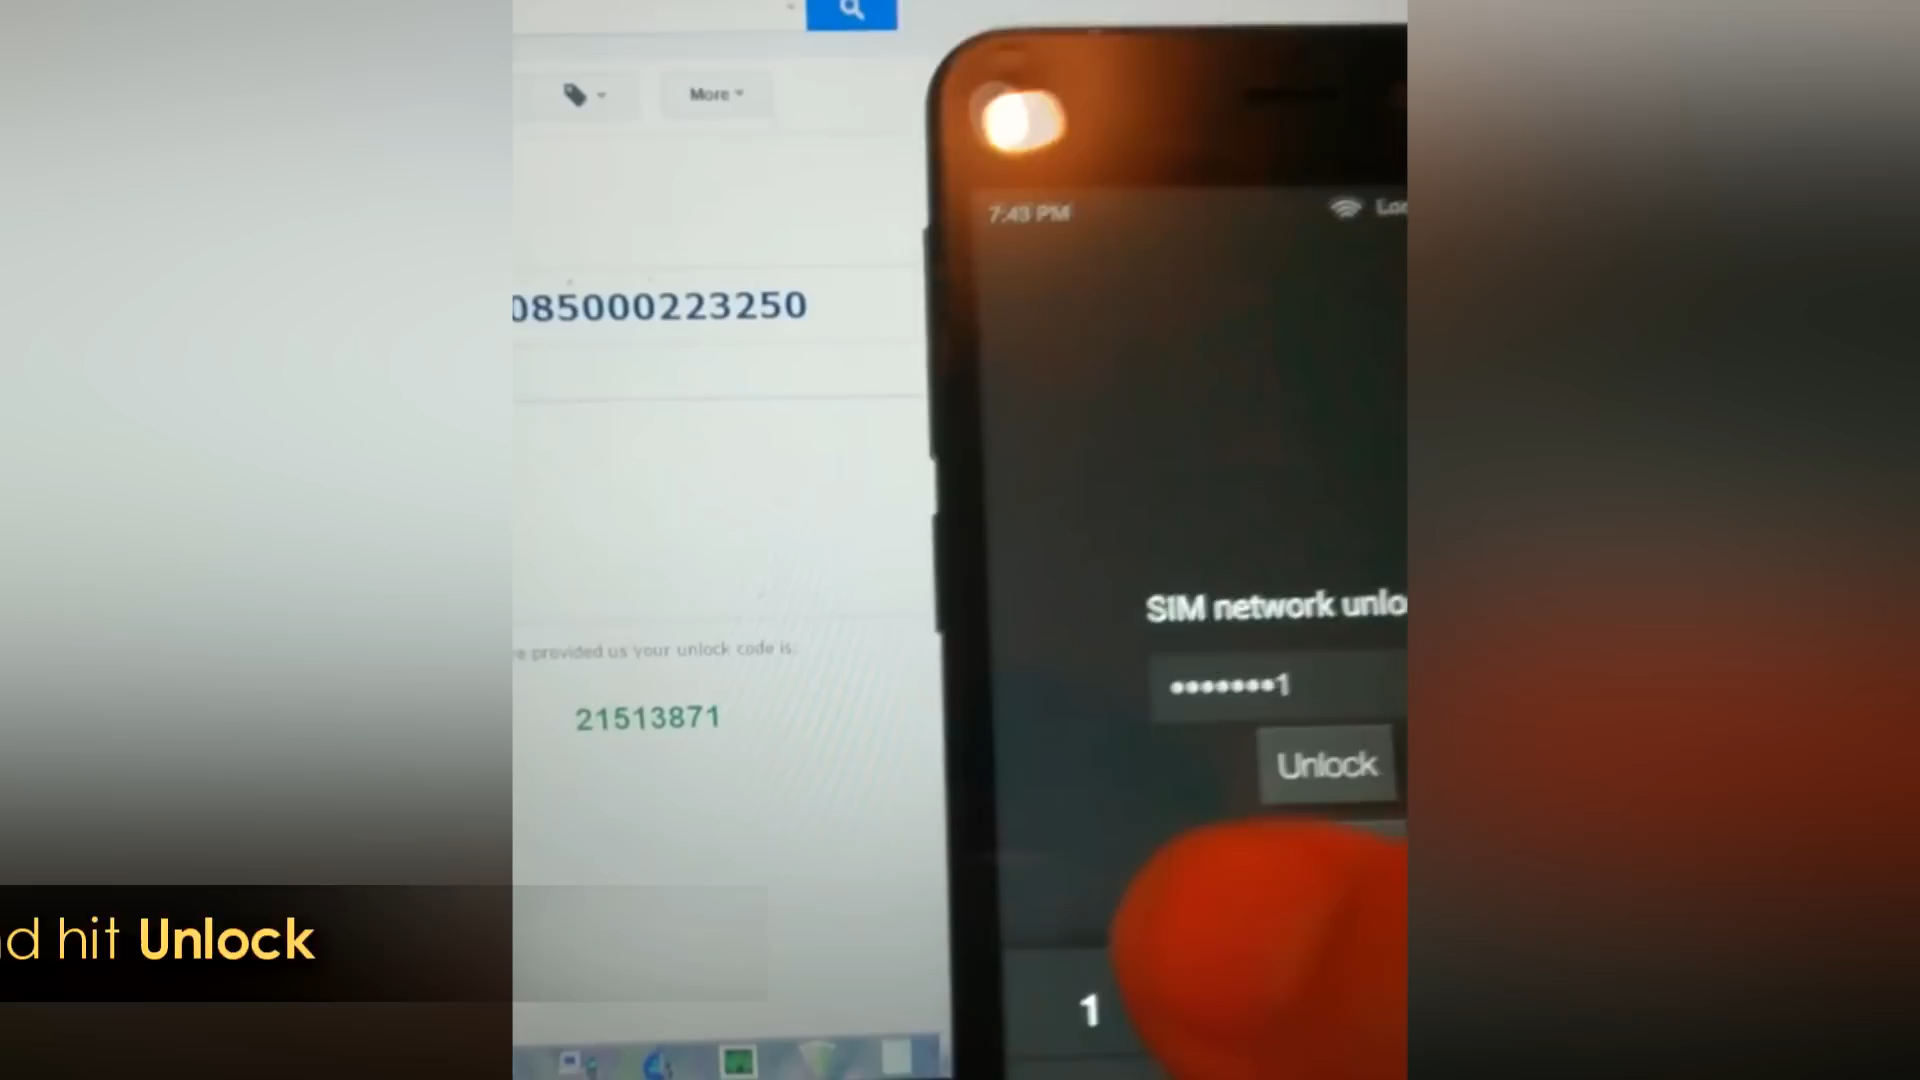 More
085000223250
7:43 PM
SIM network unlo
e provided us your unlock code is:
•••••••1
21513871
Unlock
d hit Unlock
1